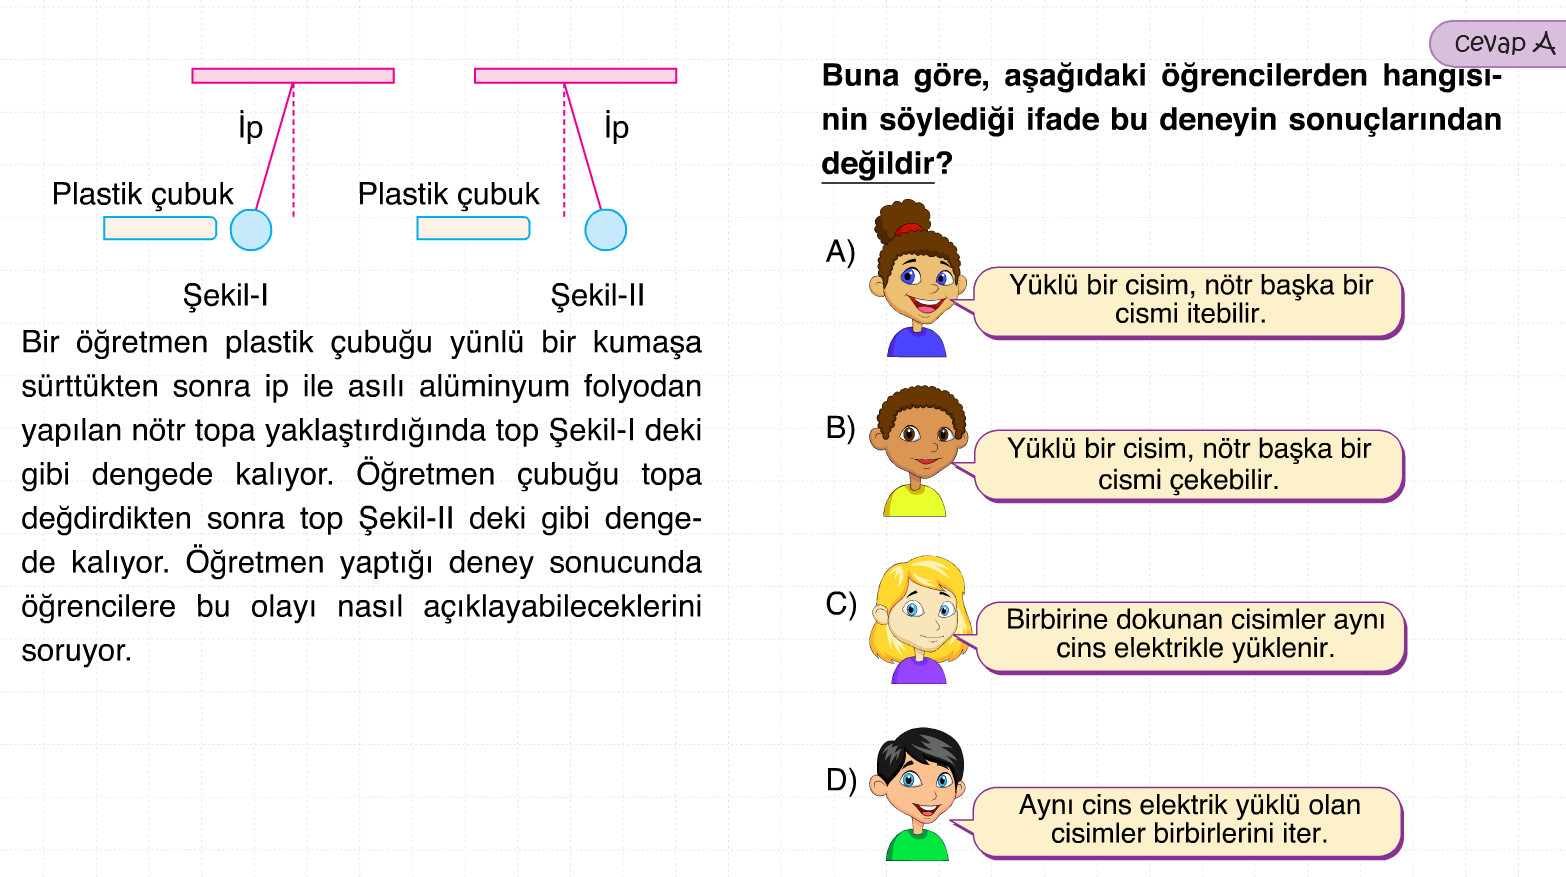 İp
İp
Plastik çubuk
Plastik çubuk
Şekil-I
Şekil-II
Bir öğretmen plastik çubuğu yünlü bir kumaşa
sürttükten sonra ip ile asılı alüminyum folyodan
yapılan nötr topa yaklaştırdığında top Şekil-I deki
gibi dengede kalıyor. Öğretmen çubuğu topa
değdirdikten sonra top Şekil-II deki gibi denge-
de kalıyor. Öğretmen yaptığı deney sonucunda
öğrencilere bu olayı nasıl açıklayabileceklerini
soruyor.
Cevap A
Buna göre, aşağıdaki öğrencilerden hangisi-
nin söylediği ifade bu deneyin sonuçlarından
değildir?
A)
Yüklü bir cisim, nötr başka bir
cismi itebilir.
B)
Yüklü bir cisim, nötr başka bir
cismi çekebilir.
C)
Birbirine dokunan cisimler aynı
cins elektrikle yüklenir.
D)
Aynı cins elektrik yüklü olan
cisimler birbirlerini iter.